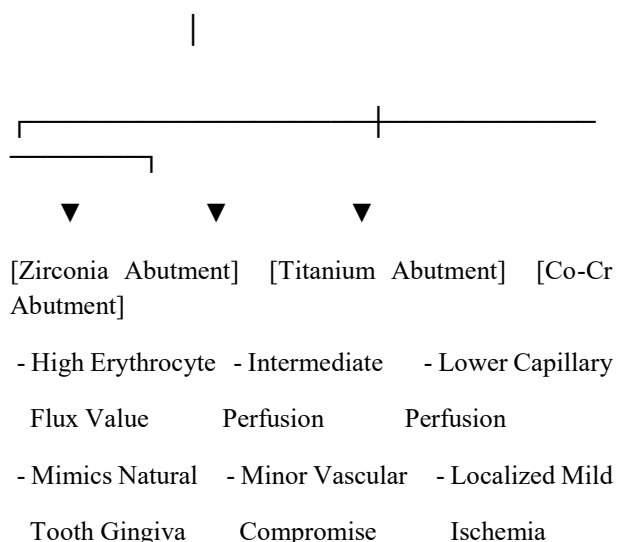 [Zirconia Abutment] [Titanium Abutment] [Co-Cr
Abutment]
- High Erythrocyte - Intermediate - Lower Capillary
Flux Value Perfusion Perfusion
- Mimics Natural - Minor Vascular - Localized Mild
Tooth Gingiva Compromise Ischemia